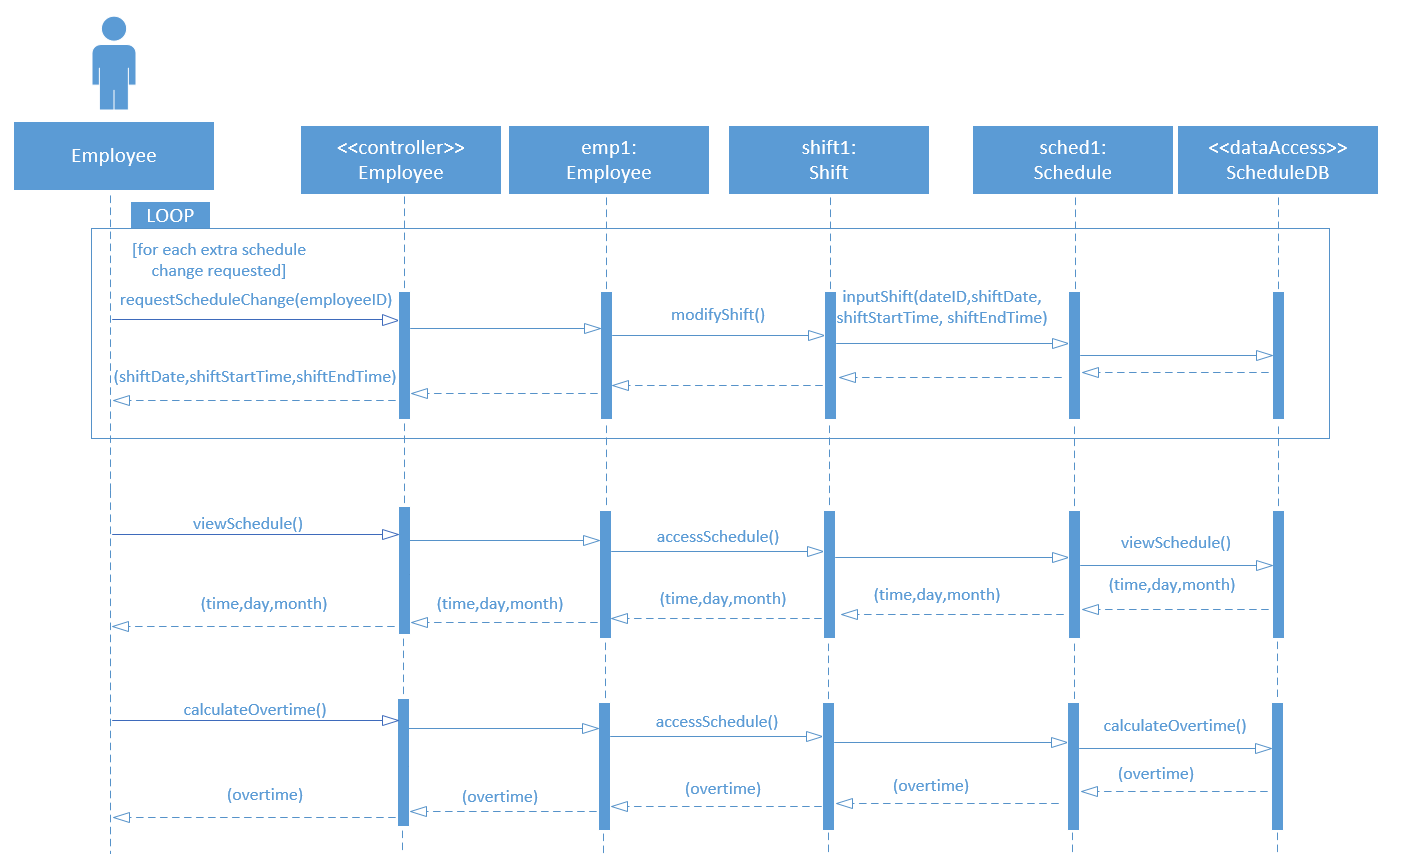 Employee
<<controller>>
Employee
emp1:
Employee
shift1:
Shift
sched1:
Schedule
<<dataAccess>>
ScheduleDB
LOOP
[for each extra schedule
change requested]
requestScheduleChange(employeeID)
modifyShift()
inputShift(dateID,shiftDate,
shiftStartTime, shiftEndTime)
(shiftDate,shiftStartTime,shiftEndTime)
viewSchedule()
accessSchedule()
viewSchedule()
(time,day,month)
(time,day,month)
(time,day,month)
(time,day,month)
(time,day,month)
calculateOvertime()
accessSchedule()
calculateOvertime()
(overtime)
(overtime)
(overtime)
(overtime)
(overtime)